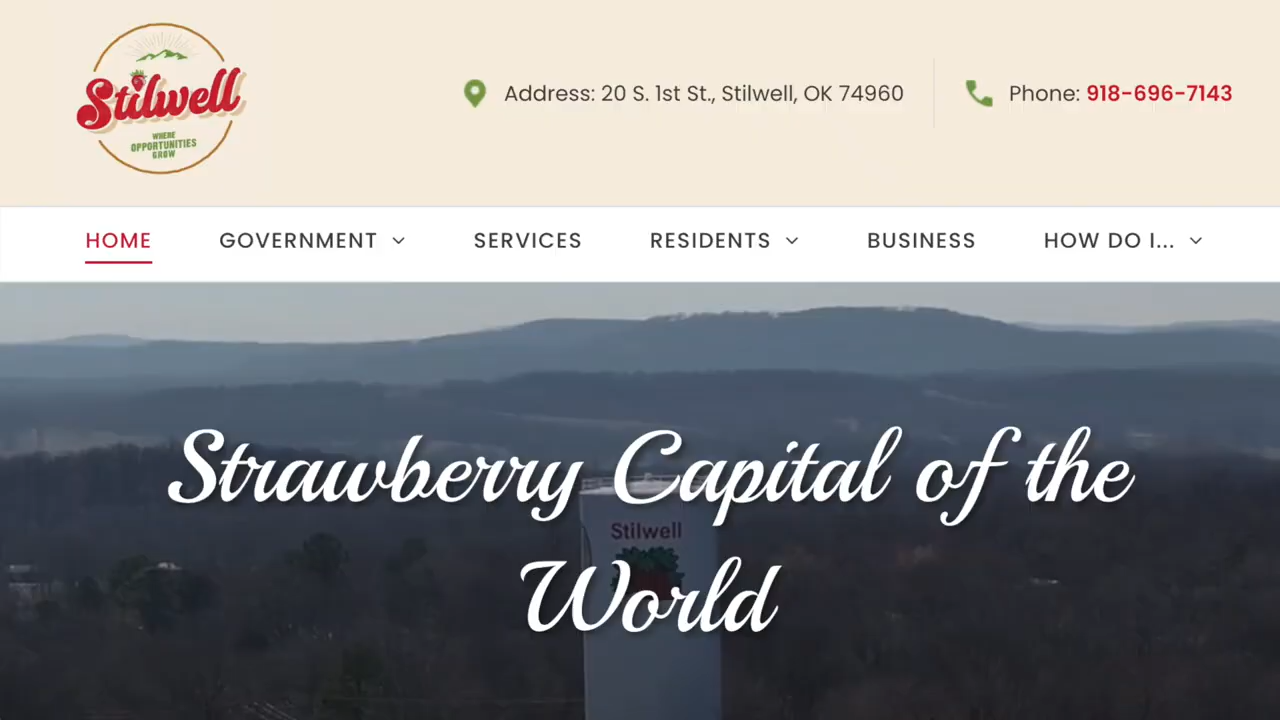 Stilwell
WHERE
OPPORTUNITIES
GROW
Address: 20 S. 1st St., Stilwell, OK 74960
Phone: 918-696-7143
HOME GOVERNMENT SERVICES RESIDENTS BUSINESS HOW DO I...
Strawberry Capital of the
Stilwell
World